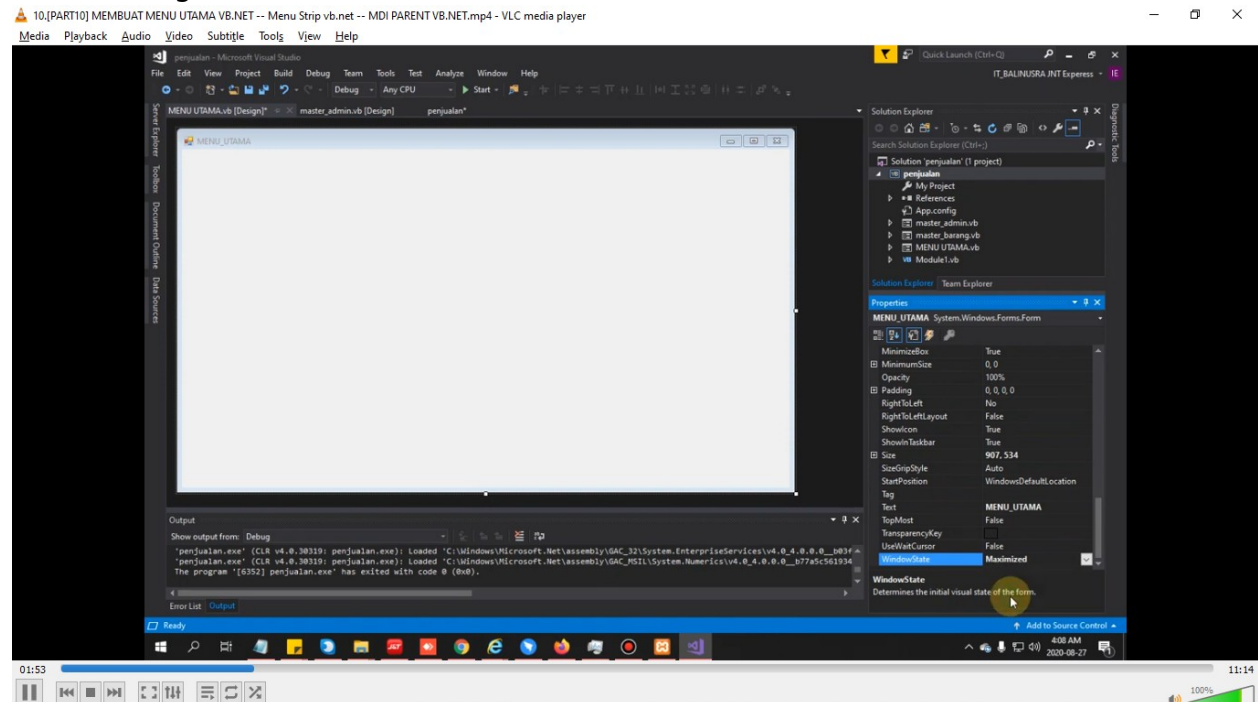 10.[PART10] MEMBUAT MENU UTAMA VB.NET -- Menu Strip vb.net -- MDI PARENT VB.NET.mp4 - VLC media player
Media Playback Audio Video Subtitle Tools View Help
penjualan - Microsoft Visual Studio
Quick Launch (Ctrl+Q)
File Edit View Project Build Debug Team Tools Test Analyze Window Help
IT_BALINUSRA JNT Experess IE
Debug Any CPU Start
MENU UTAMA.vb [Design]* master_admin.vb [Design] penjualan*
Server Explorer
Toolbox
Document Outline
Data Sources
MENU_UTAMA
Solution Explorer
Search Solution Explorer (Ctrl+;)
Solution 'penjualan' (1 project)
penjualan
My Project
References
App.config
master_admin.vb
master_barang.vb
MENU UTAMA.vb
VB Module1.vb
Solution Explorer Team Explorer
Diagnostic Tools
Properties
MENU_UTAMA System.Windows.Forms.Form
MinimizeBox True
MinimumSize 0, 0
Opacity 100%
Padding 0, 0, 0, 0
RightToLeft No
RightToLeftLayout False
ShowIcon True
ShowInTaskbar True
Size 907, 534
SizeGripStyle Auto
StartPosition WindowsDefaultLocation
Tag
Text MENU_UTAMA
TopMost False
TransparencyKey
UseWaitCursor False
WindowState Maximized
WindowState
Determines the initial visual state of the form.
Output
Show output from: Debug
'penjualan.exe' (CLR v4.0.30319: penjualan.exe): Loaded 'C:\Windows\Microsoft.Net\assembly\GAC_32\System.EnterpriseServices\v4.0_4.0.0.0__b03f
'penjualan.exe' (CLR v4.0.30319: penjualan.exe): Loaded 'C:\Windows\Microsoft.Net\assembly\GAC_MSIL\System.Numerics\v4.0_4.0.0.0__b77a5c561934
The program '[6352] penjualan.exe' has exited with code 0 (0x0).
Error List Output
Ready
Add to Source Control
4:08 AM
2020-08-27
01:53
11:14
100%